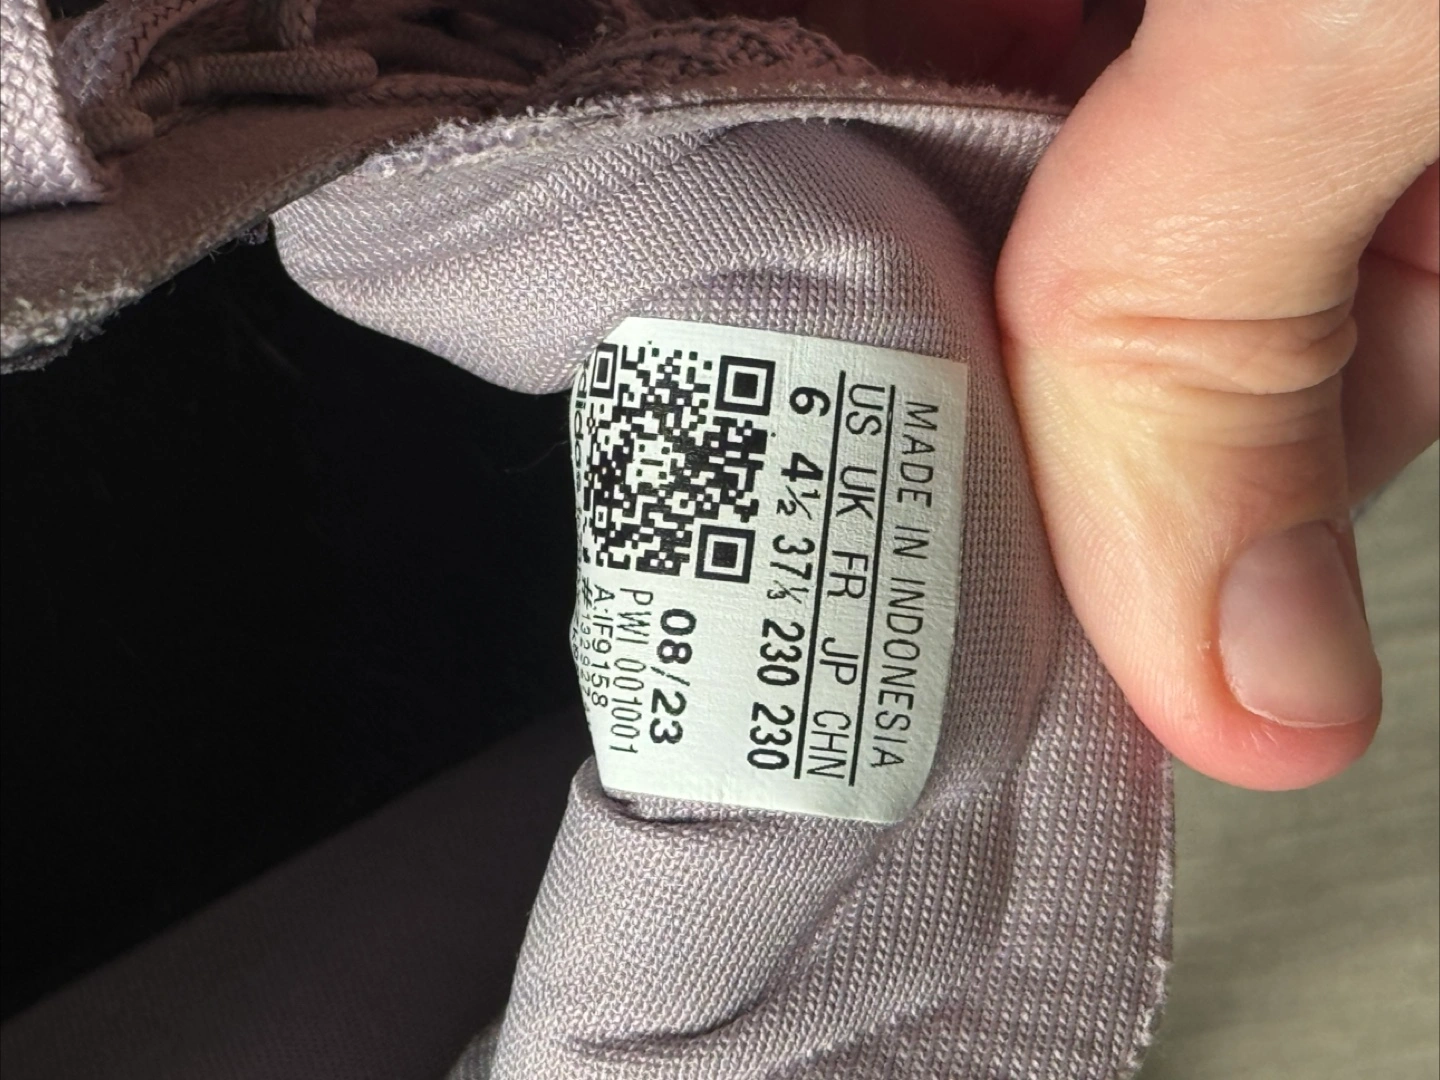 MADE IN INDONESIA
US UK FR JP CHN
6 4½ 37⅓ 230 230
08/23
PWI 001001
A:IF9158